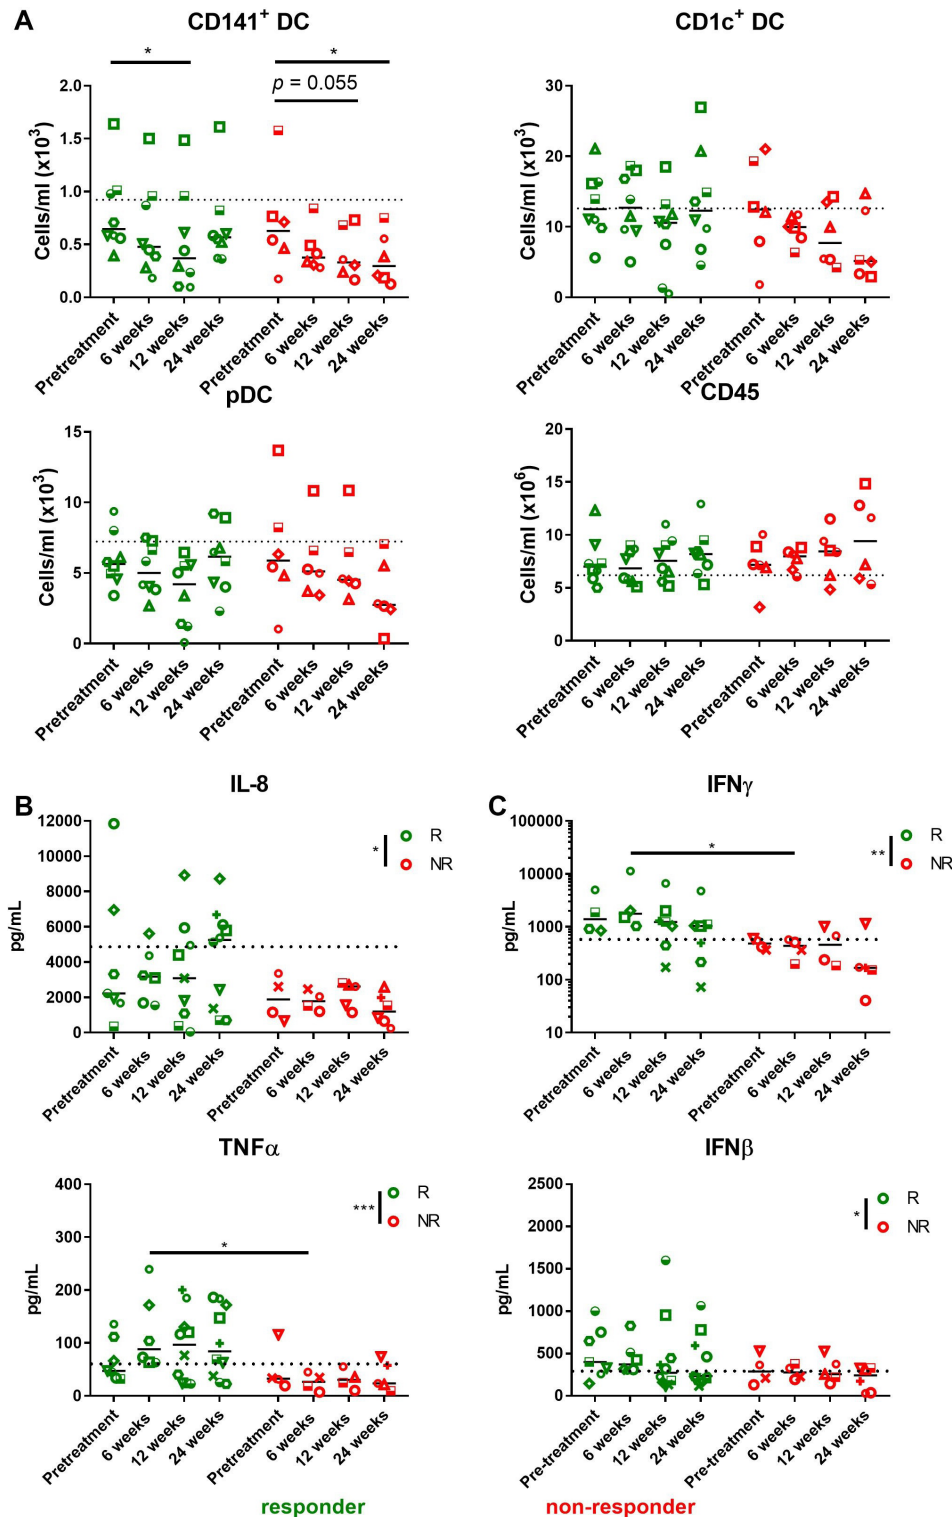 A
CD141⁺ DC
CD1c⁺ DC
*
*
p = 0.055
Cells/ml (x10³)
2.0
1.5
1.0
0.5
0.0
Pretreatment
6 weeks
12 weeks
24 weeks
Pretreatment
6 weeks
12 weeks
24 weeks
Cells/ml (x10³)
30
20
10
0
Pretreatment
6 weeks
12 weeks
24 weeks
Pretreatment
6 weeks
12 weeks
24 weeks
pDC
CD45
Cells/ml (x10³)
15
10
5
0
Pretreatment
6 weeks
12 weeks
24 weeks
Pretreatment
6 weeks
12 weeks
24 weeks
Cells/ml (x10⁶)
20
15
10
5
0
Pretreatment
6 weeks
12 weeks
24 weeks
Pretreatment
6 weeks
12 weeks
24 weeks
B
IL-8
pg/mL
12000
10000
8000
6000
4000
2000
0
*
R
NR
Pretreatment
6 weeks
12 weeks
24 weeks
Pretreatment
6 weeks
12 weeks
24 weeks
C
IFNγ
pg/mL
100000
10000
1000
100
10
*
**
R
NR
Pretreatment
6 weeks
12 weeks
24 weeks
Pretreatment
6 weeks
12 weeks
24 weeks
TNFα
pg/mL
400
300
200
100
0
*
***
R
NR
Pretreatment
6 weeks
12 weeks
24 weeks
Pretreatment
6 weeks
12 weeks
24 weeks
IFNβ
pg/mL
2500
2000
1500
1000
500
0
*
R
NR
Pre-treatment
6 weeks
12 weeks
24 weeks
Pre-treatment
6 weeks
12 weeks
24 weeks
responder
non-responder